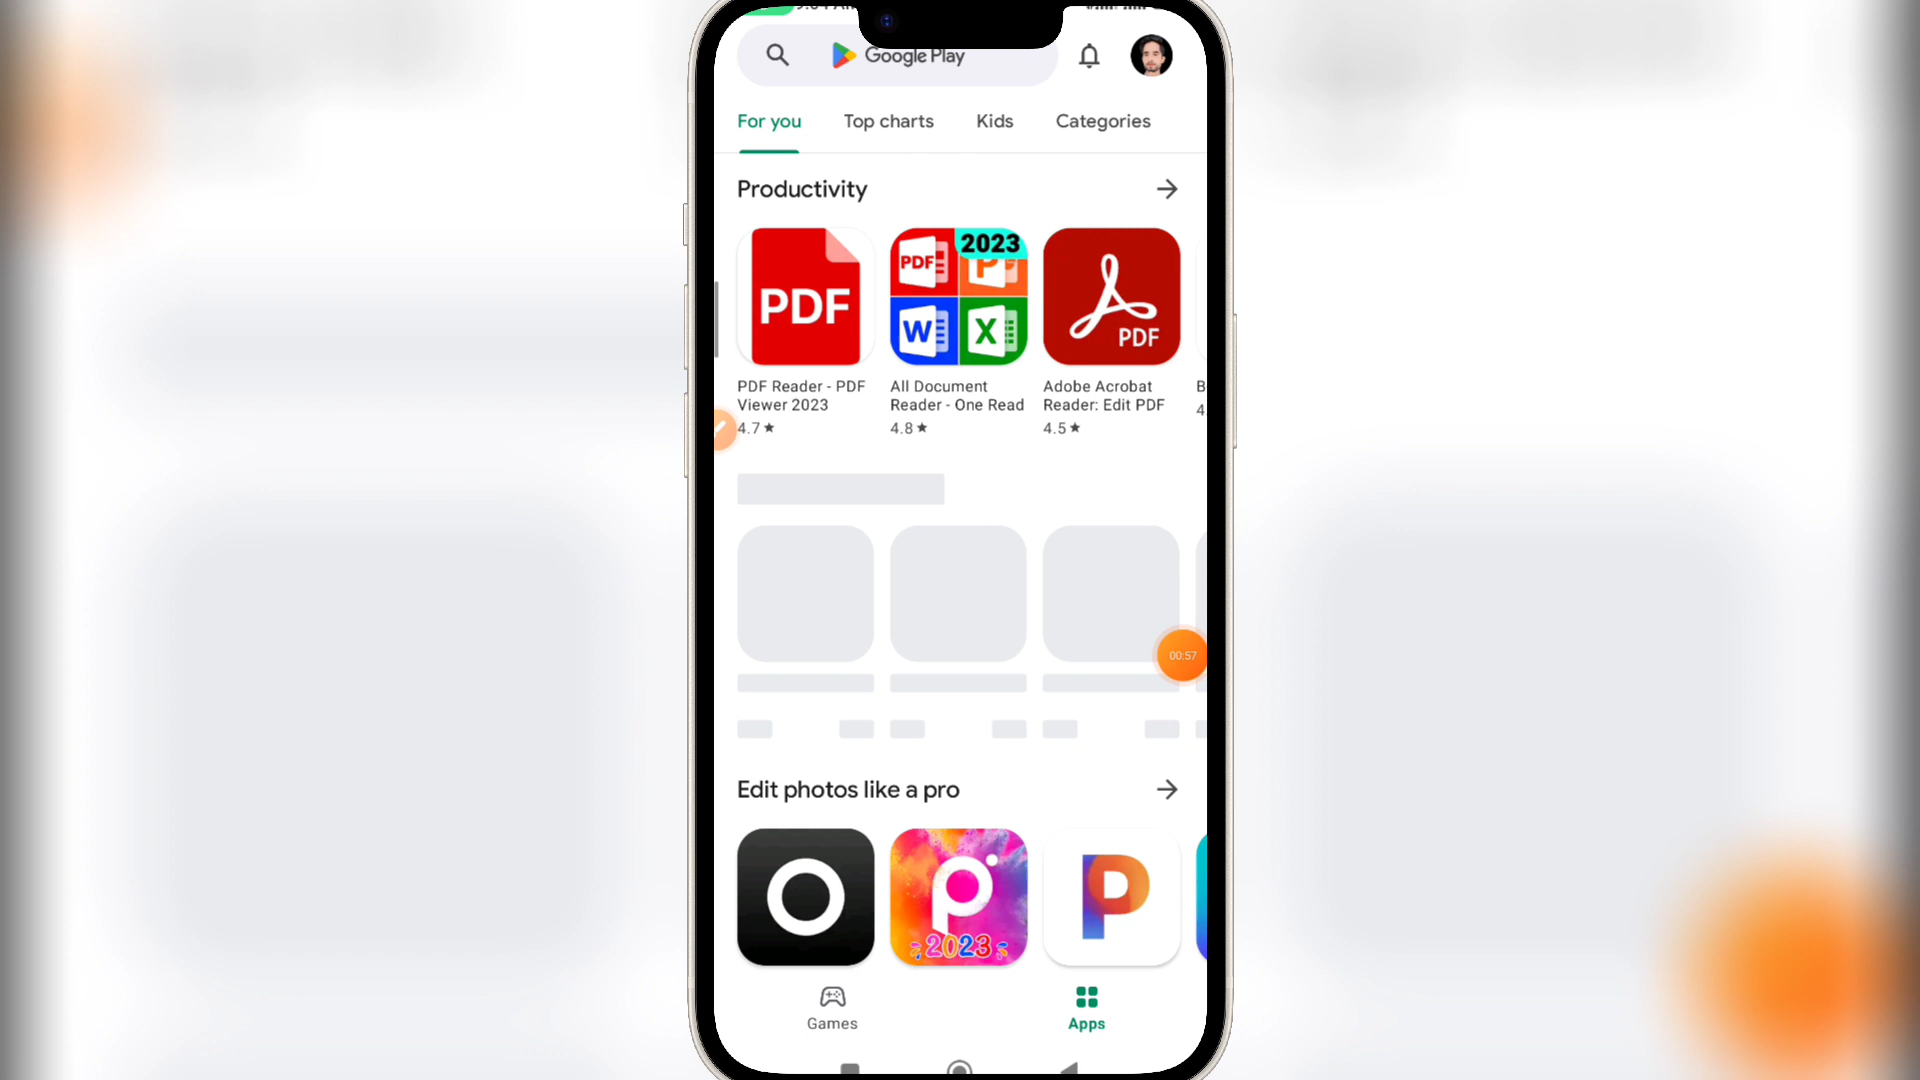 Google Play
For you Top charts Kids Categories
Productivity
PDF
PDF P 2023
W X
PDF
PDF Reader - PDF
Viewer 2023
4.7 ★
All Document
Reader - One Read
4.8 ★
Adobe Acrobat
Reader: Edit PDF
4.5 ★
B
4.
00:57
Edit photos like a pro
P
2023
P
Games
Apps